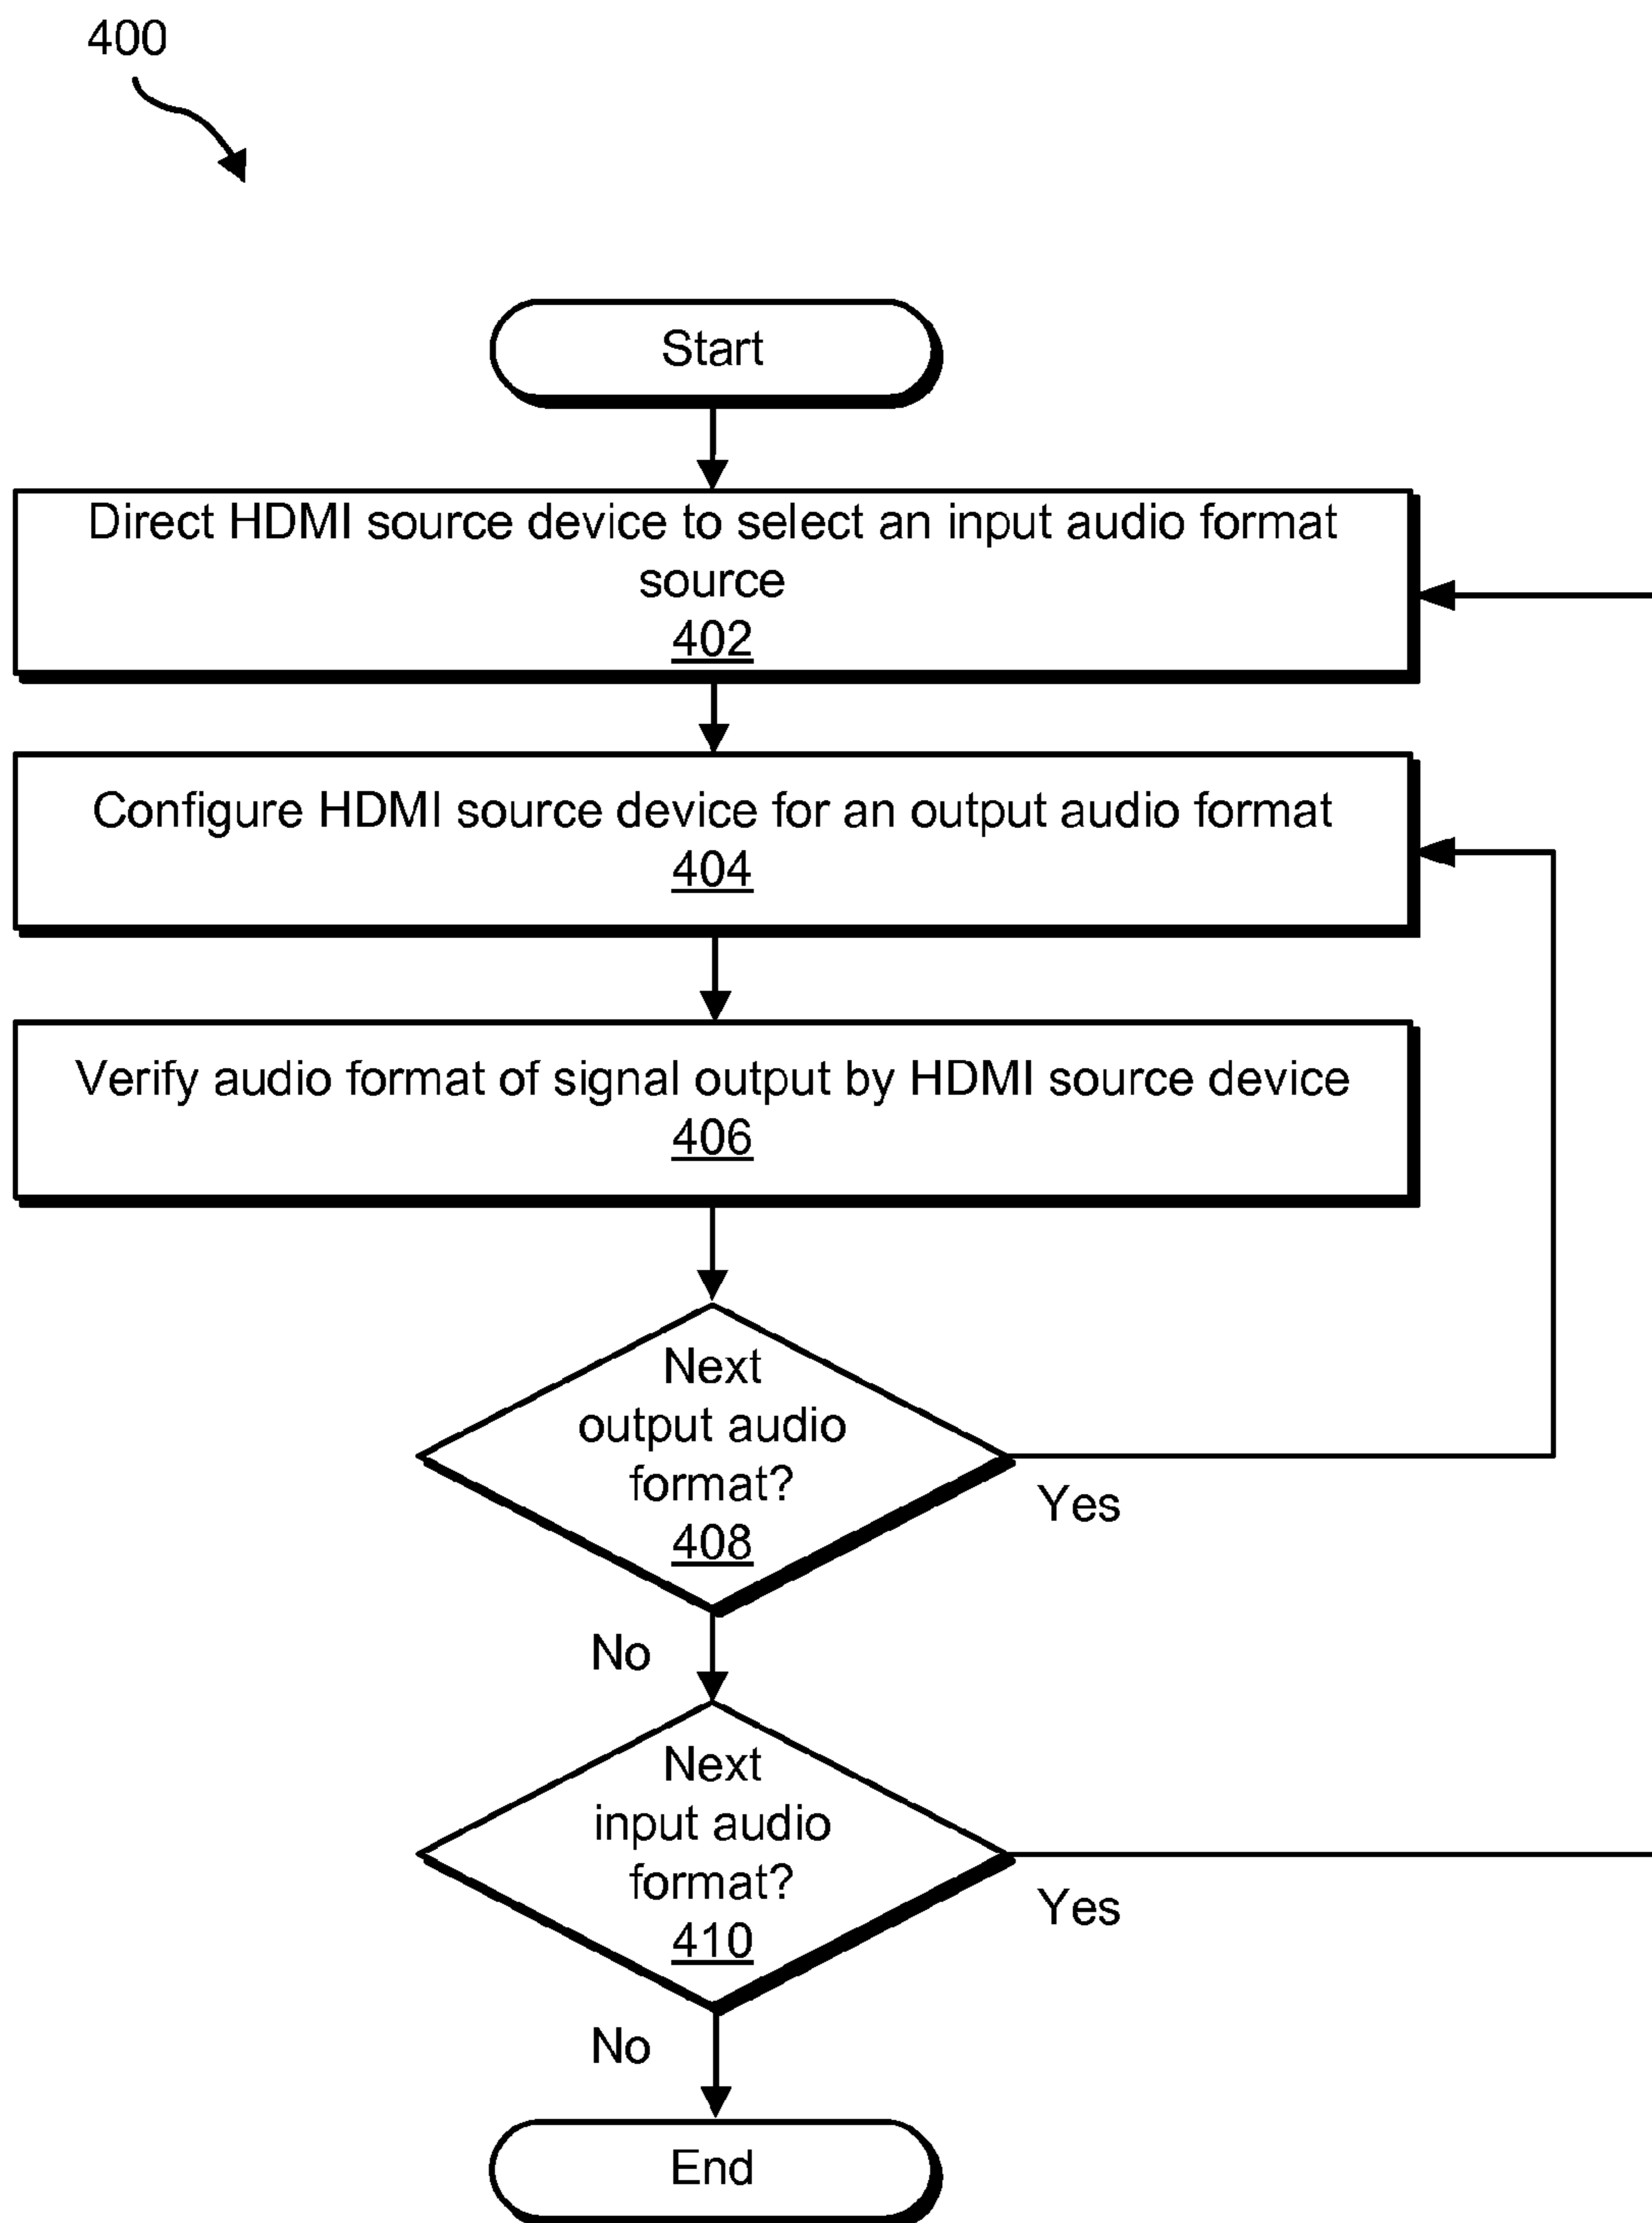 400
Start
Direct HDMI source device to select an input audio format
source
402
Configure HDMI source device for an output audio format
404
Verify audio format of signal output by HDMI source device
406
Next
output audio
format?
408
Yes
No
Next
input audio
format?
410
Yes
No
End